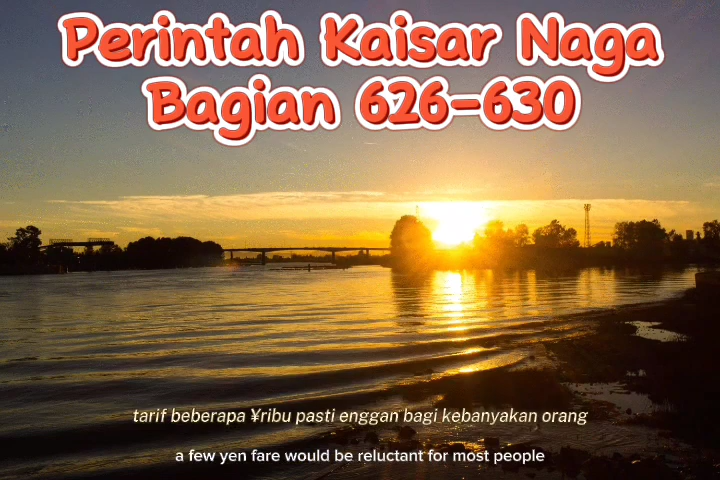 Perintah Kaisar Naga
Bagian 626-630
tarif beberapa ¥ribu pasti enggan bagi kebanyakan orang
a few yen fare would be reluctant for most people